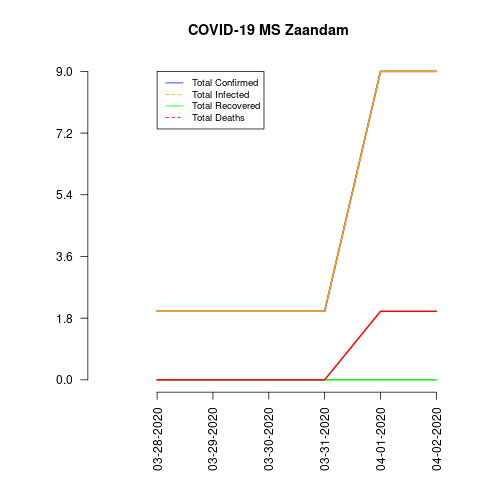 COVID-19 MS Zaandam
9.0
7.2
5.4
3.6
1.8
0.0
Total Confirmed
Total Infected
Total Recovered
Total Deaths
03-28-2020
03-29-2020
03-30-2020
03-31-2020
04-01-2020
04-02-2020